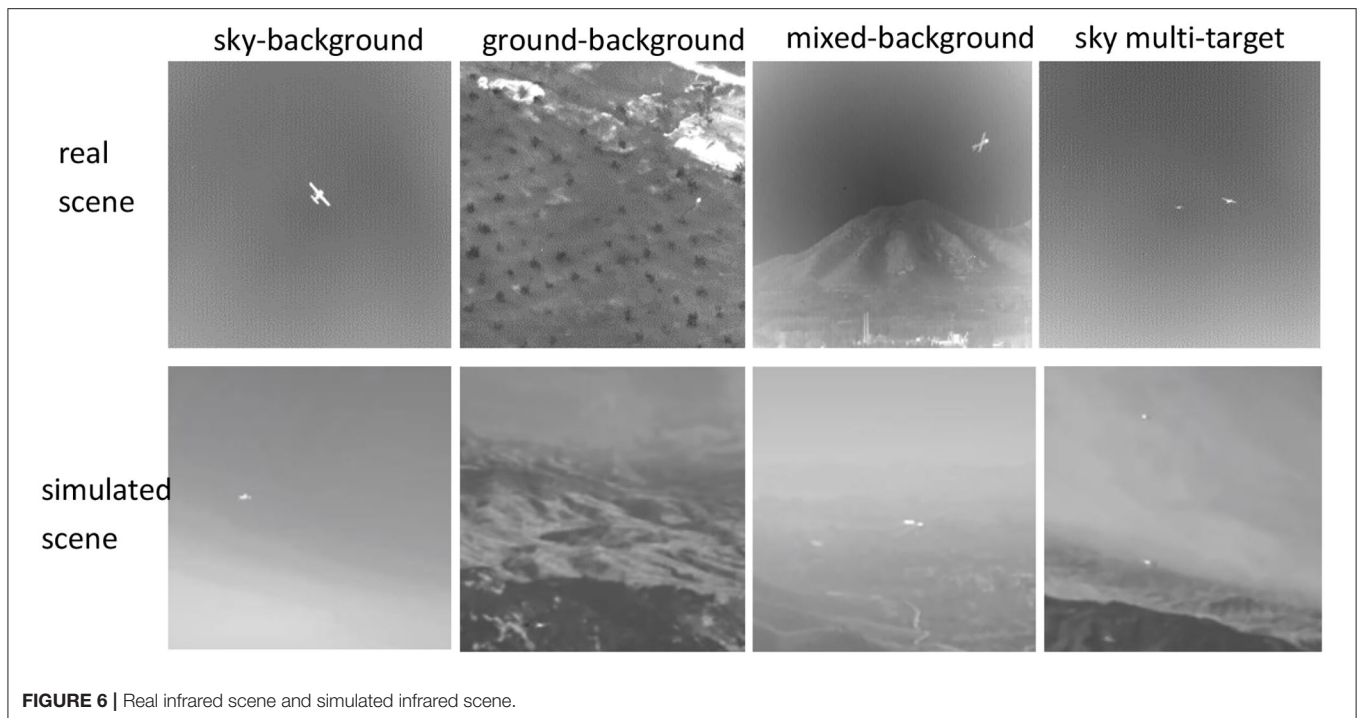 sky-background ground-background mixed-background sky multi-target
real
scene
simulated
scene
FIGURE 6 | Real infrared scene and simulated infrared scene.